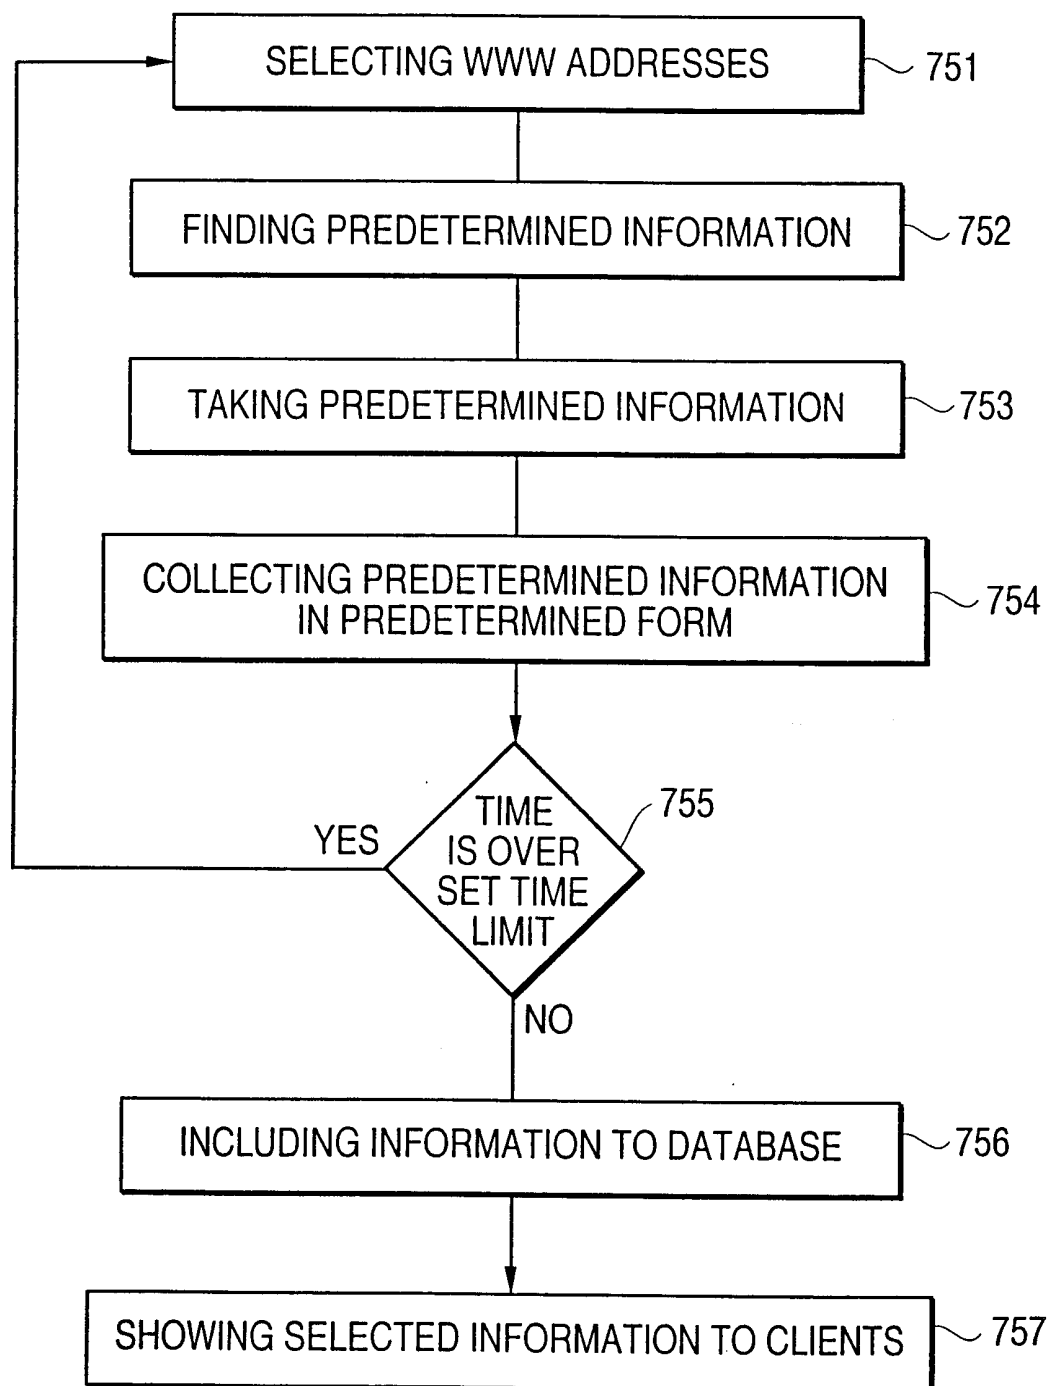 SELECTING WWW ADDRESSES
751
FINDING PREDETERMINED INFORMATION
752
TAKING PREDETERMINED INFORMATION
753
COLLECTING PREDETERMINED INFORMATION
IN PREDETERMINED FORM
754
TIME
IS OVER
SET TIME
LIMIT
755
YES
NO
INCLUDING INFORMATION TO DATABASE
756
SHOWING SELECTED INFORMATION TO CLIENTS
757